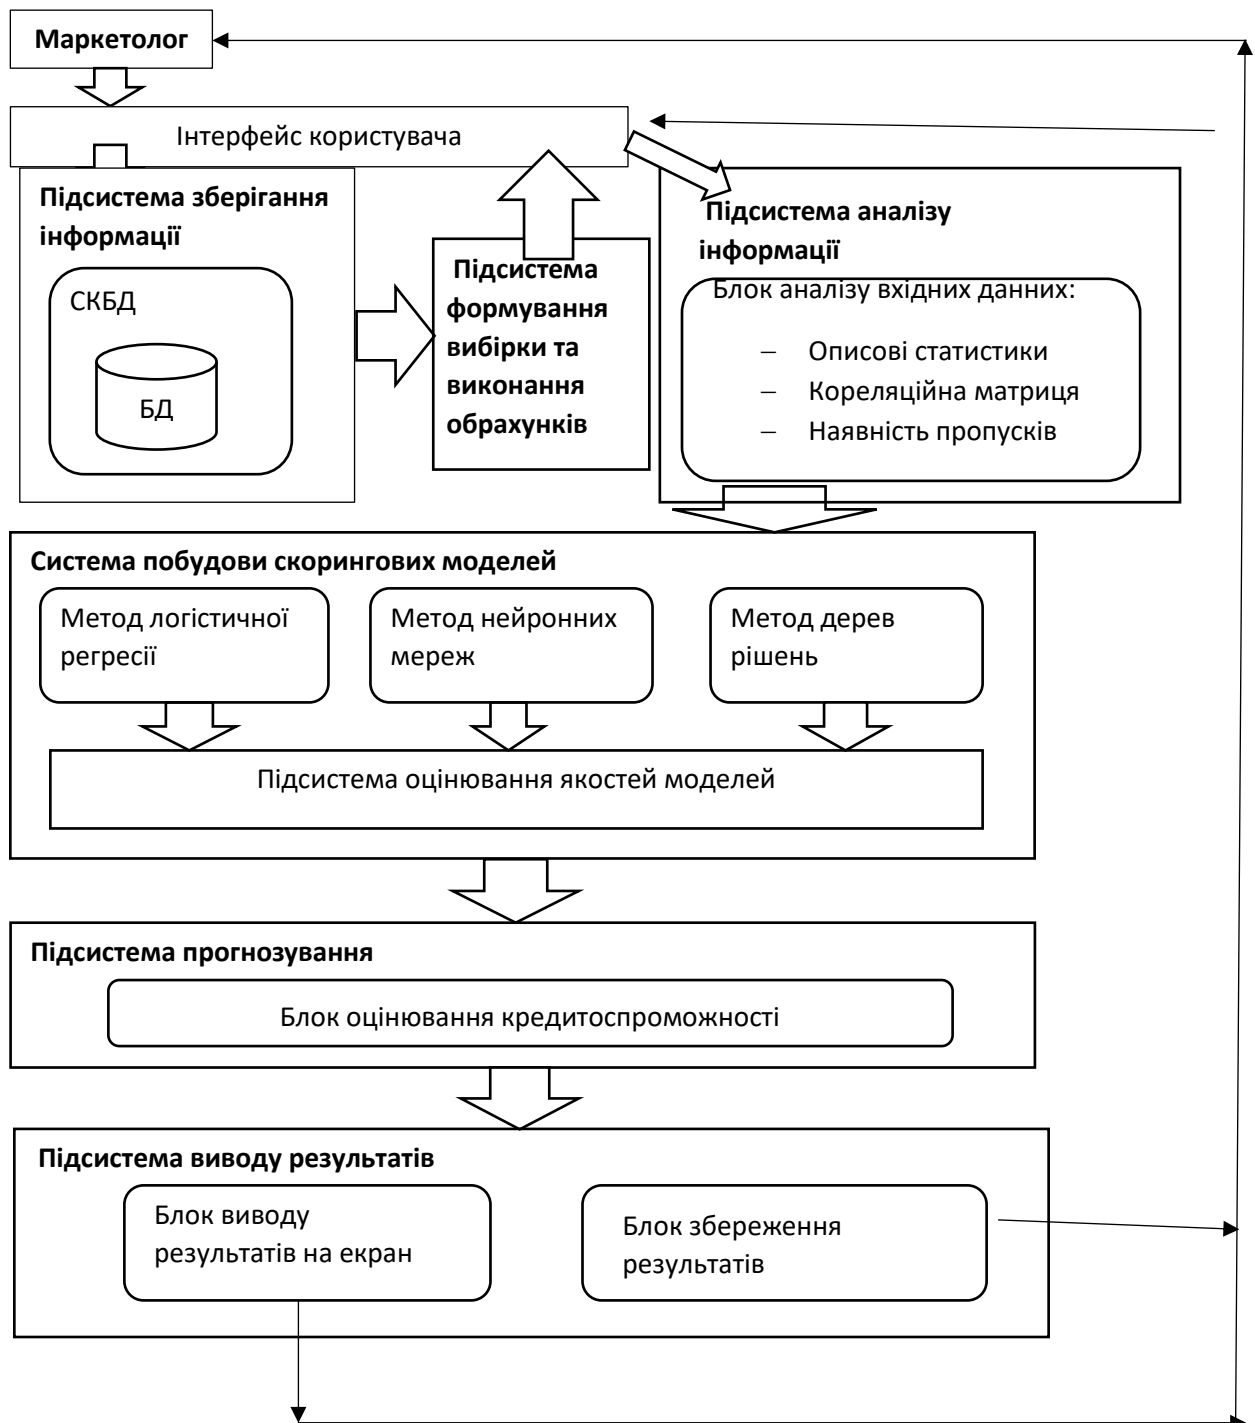 Маркетолог
Інтерфейс користувача
Підсистема зберігання
інформації
СКБД
БД
Підсистема
формування
вибірки та
виконання
обрахунків
Підсистема аналізу
інформації
Блок аналізу вхідних данних:
– Описові статистики
– Кореляційна матриця
– Наявність пропусків
Система побудови скорингових моделей
Метод логістичної
регресії
Метод нейронних
мереж
Метод дерев
рішень
Підсистема оцінювання якостей моделей
Підсистема прогнозування
Блок оцінювання кредитоспроможності
Підсистема виводу результатів
Блок виводу
результатів на екран
Блок збереження
результатів